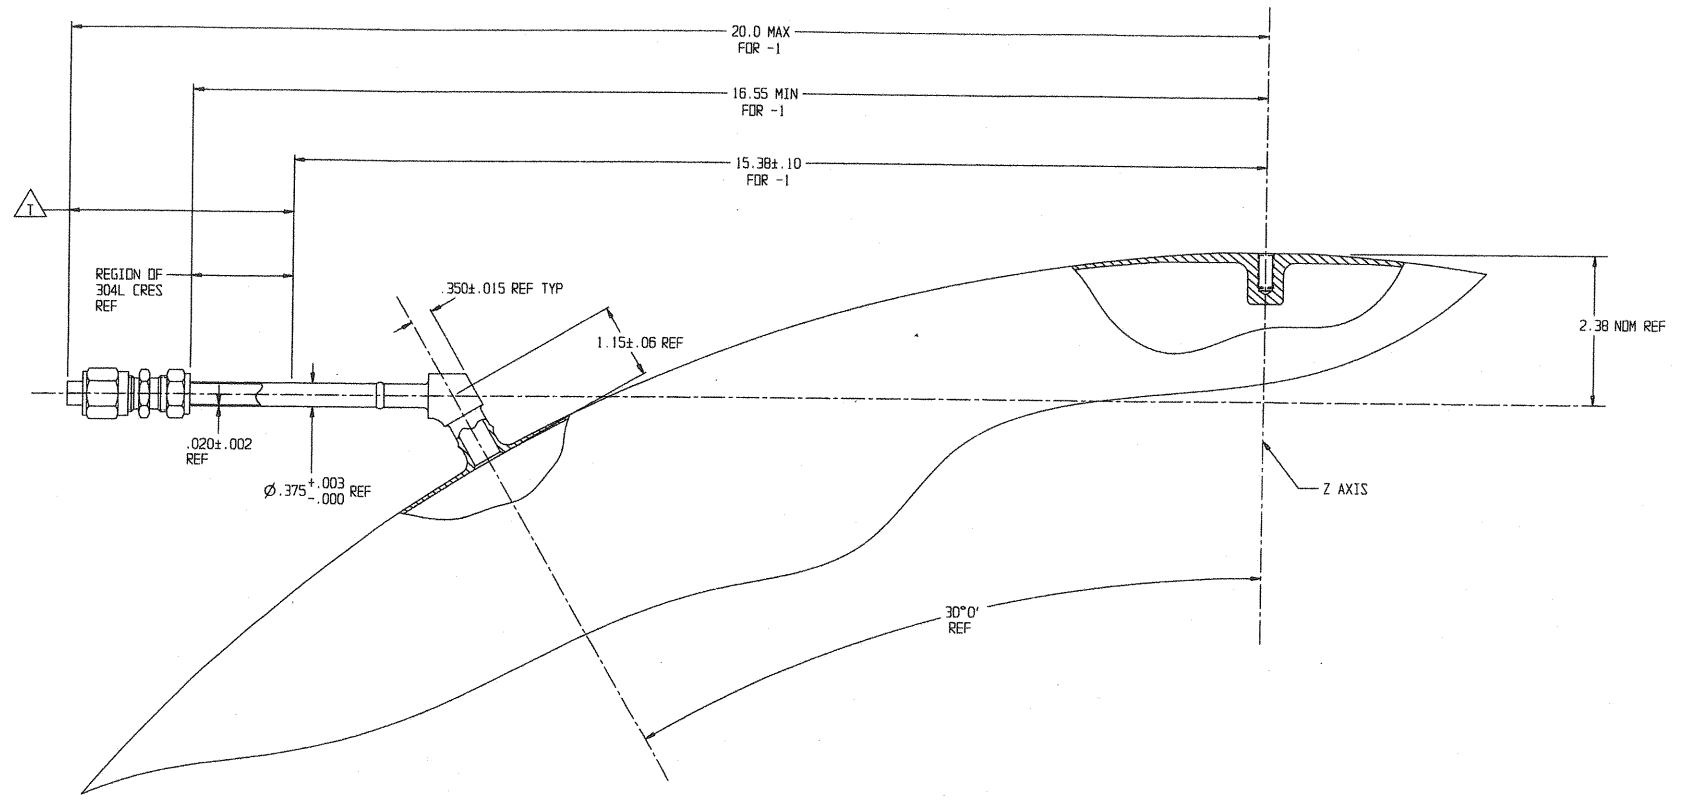 20.0 MAX
FOR -1
16.55 MIN
FOR -1
15.38±.10
FOR -1
T
REGION OF
304L CRES
REF
.350±.015 REF TYP
1.15±.06 REF
2.38 NOM REF
.020±.002
REF
Ø.375 +.003 -.000 REF
Z AXIS
30°0'
REF